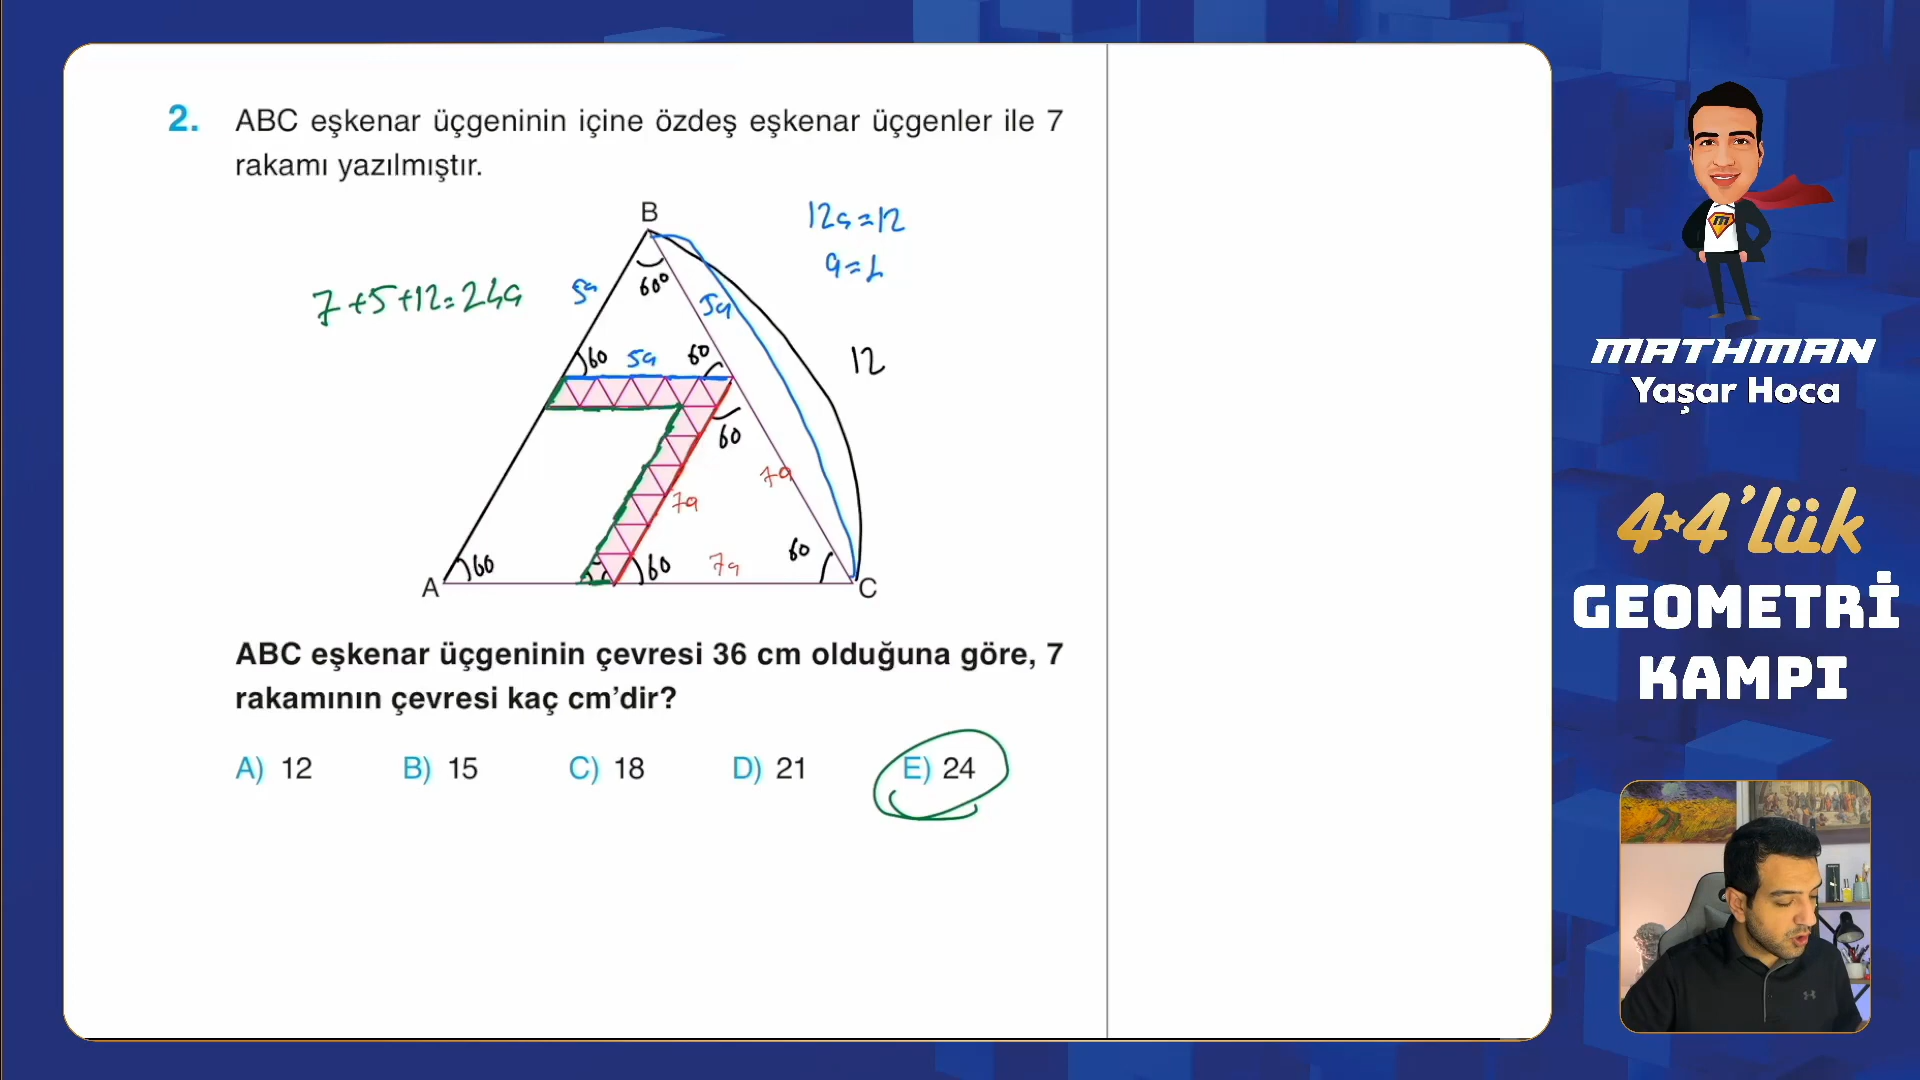 2. ABC eşkenar üçgeninin içine özdeş eşkenar üçgenler ile 7
rakamı yazılmıştır.
B
12a=12
a=1
7+5+12=24a
5a
60°
5a
60
5a
60
12
60
7a
7a
60
60
7a
60
A
C
ABC eşkenar üçgeninin çevresi 36 cm olduğuna göre, 7
rakamının çevresi kaç cm'dir?
A) 12 B) 15 C) 18 D) 21 E) 24
MATHMAN
Yaşar Hoca
4★4'lük
GEOMETRİ
KAMPI